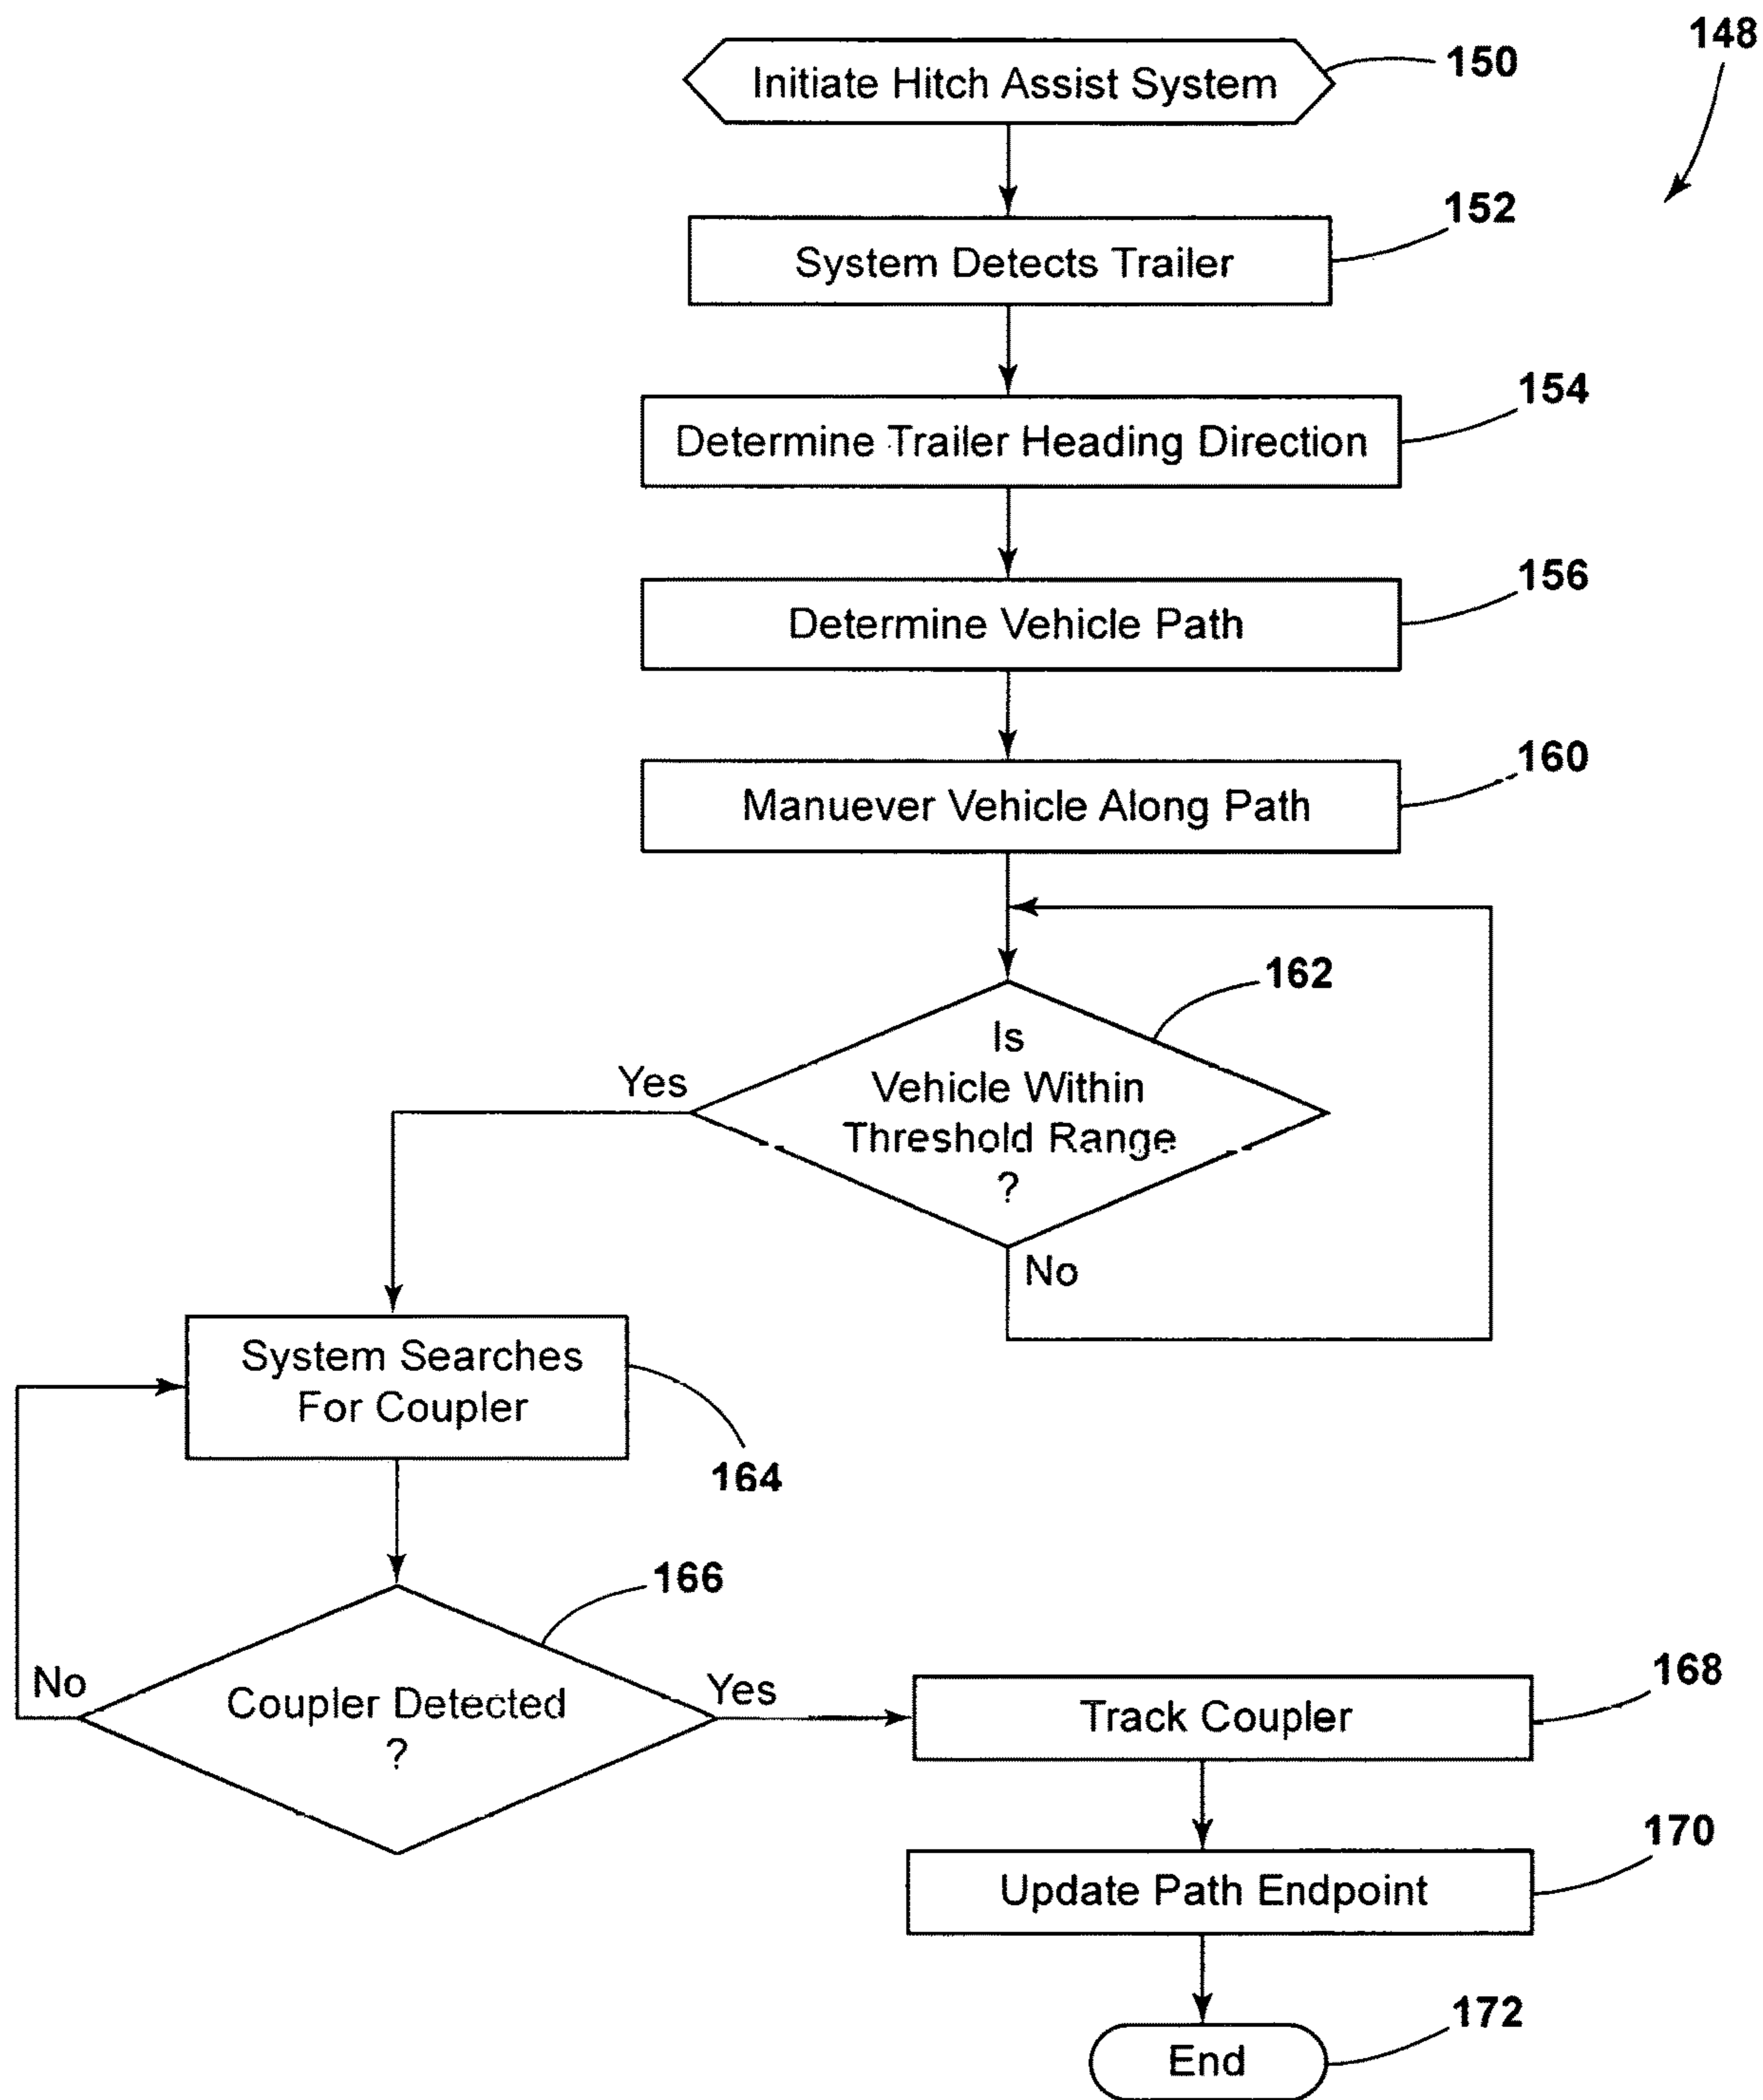 148
Initiate Hitch Assist System
150
152
System Detects Trailer
154
Determine Trailer Heading Direction
156
Determine Vehicle Path
160
Manuever Vehicle Along Path
162
Is
Vehicle Within
Threshold Range
?
Yes
No
System Searches
For Coupler
164
166
Coupler Detected
?
No
Yes
168
Track Coupler
170
Update Path Endpoint
172
End